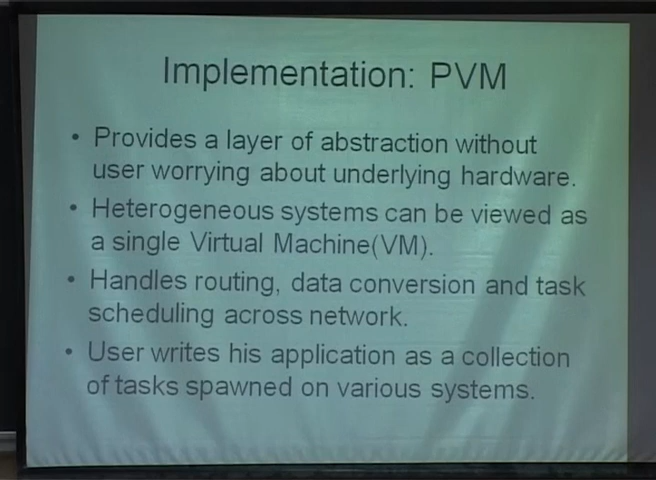 Implementation: PVM
• Provides a layer of abstraction without
user worrying about underlying hardware.
• Heterogeneous systems can be viewed as
a single Virtual Machine(VM).
• Handles routing, data conversion and task
scheduling across network.
• User writes his application as a collection
of tasks spawned on various systems.